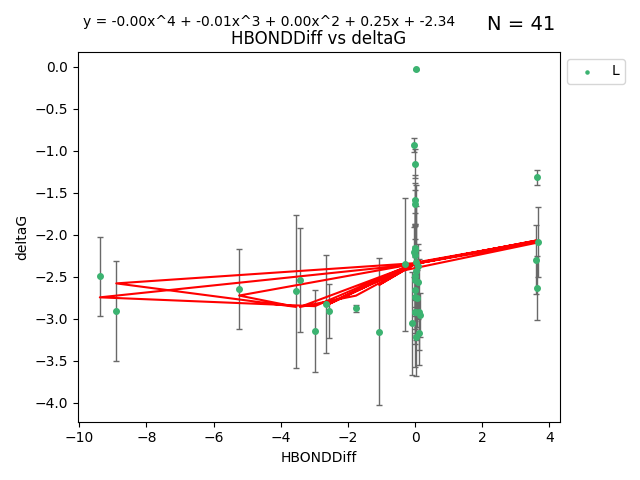 y = -0.00x^4 + -0.01x^3 + 0.00x^2 + 0.25x + -2.34
N = 41
HBONDDiff vs deltaG
L
0.0
−0.5
−1.0
−1.5
−2.0
−2.5
−3.0
−3.5
−4.0
deltaG
−10 −8 −6 −4 −2 0 2 4
HBONDDiff